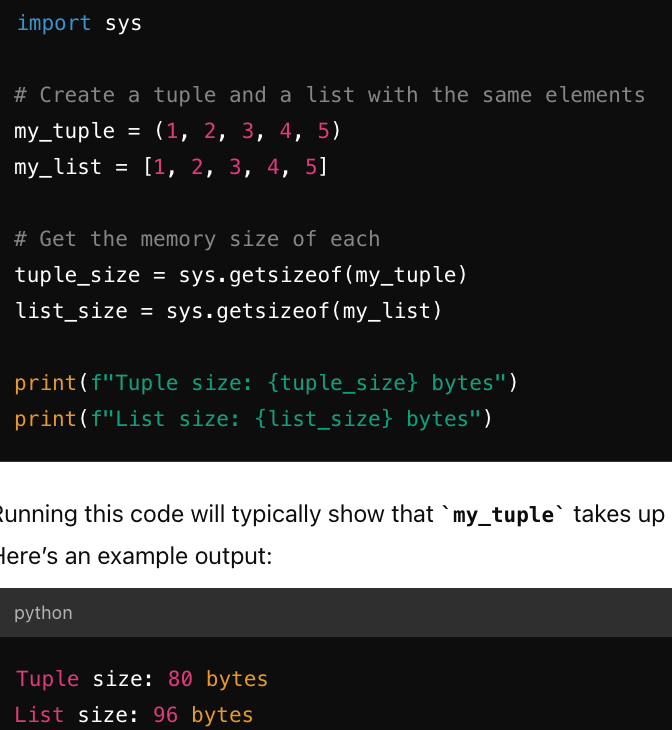 import sys
# Create a tuple and a list with the same elements
my_tuple = (1, 2, 3, 4, 5)
my_list = [1, 2, 3, 4, 5]
# Get the memory size of each
tuple_size = sys.getsizeof(my_tuple)
list_size = sys.getsizeof(my_list)
print(f"Tuple size: {tuple_size} bytes")
print(f"List size: {list_size} bytes")
Running this code will typically show that `my_tuple` takes up
Here’s an example output:
python
Tuple size: 80 bytes
List size: 96 bytes